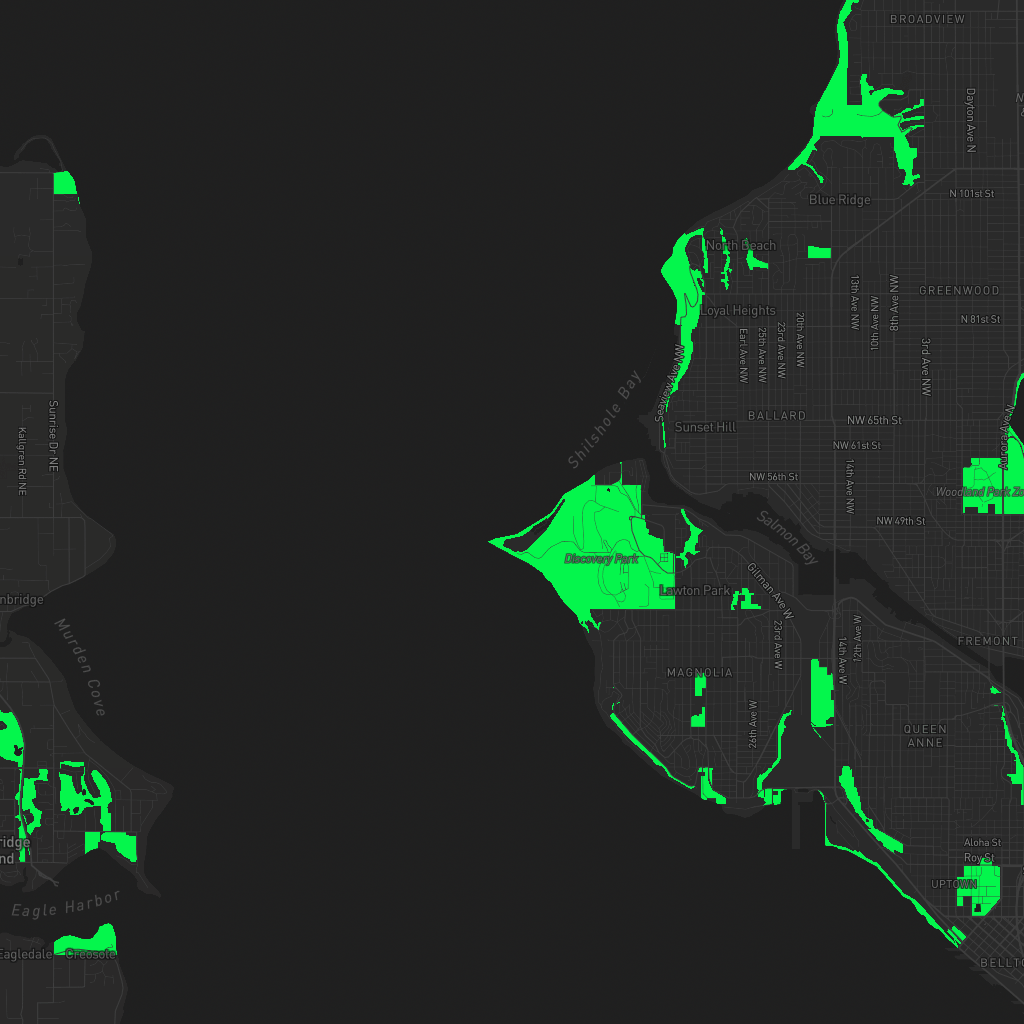 BROADVIEW
Dayton Ave N
N 101st St
Blue Ridge
North Beach
Loyal Heights
GREENWOOD
13th Ave NW
10th Ave NW
8th Ave NW
N 81st St
Earl Ave NW
25th Ave NW
23rd Ave NW
20th Ave NW
3rd Ave NW
Seaview Ave NW
Shilshole Bay
BALLARD
Sunset Hill
NW 65th St
NW 61st St
Aurora Ave N
Kallgren Rd NE
Sunrise Dr NE
NW 56th St
14th Ave NW
Woodland Park Zo
NW 49th St
Salmon Bay
Discovery Park
Lawton Park
Gilman Ave W
nbridge
Murden Cove
23rd Ave W
14th Ave W
12th Ave W
FREMONT
MAGNOLIA
26th Ave W
QUEEN
ANNE
ridge
nd
Aloha St
Roy St
UPTOWN
Eagle Harbor
Eagledale
Creosote
BELLTO